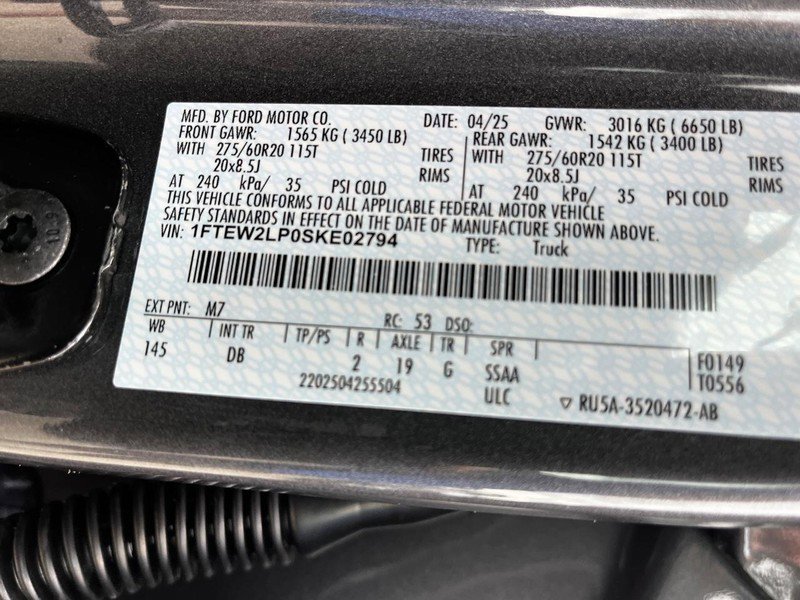 MFD. BY FORD MOTOR CO. DATE: 04/25 GVWR: 3016 KG ( 6650 LB)
FRONT GAWR: 1565 KG ( 3450 LB) REAR GAWR: 1542 KG ( 3400 LB)
WITH 275/60R20 115T TIRES WITH 275/60R20 115T TIRES
20x8.5J RIMS 20x8.5J RIMS
AT 240 kPa/ 35 PSI COLD AT 240 kPa/ 35 PSI COLD
THIS VEHICLE CONFORMS TO ALL APPLICABLE FEDERAL MOTOR VEHICLE
SAFETY STANDARDS IN EFFECT ON THE DATE OF MANUFACTURE SHOWN ABOVE.
VIN: 1FTEW2LP0SKE02794 TYPE: Truck
EXT PNT: M7 RC: 53 DSO:
WB INT TR TP/PS R AXLE TR SPR F0149
145 DB 2 19 G SSAA T0556
2202504255504 ULC ▽ RU5A-3520472-AB
10.9